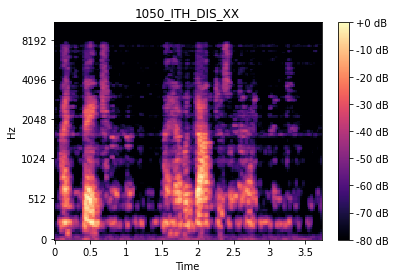 1050_ITH_DIS_XX
+0 dB
8192
-10 dB
4096
-20 dB
-30 dB
Hz
2048
-40 dB
1024
-50 dB
512
-60 dB
-70 dB
0
-80 dB
0 0.5 1 1.5 2 2.5 3 3.5
Time